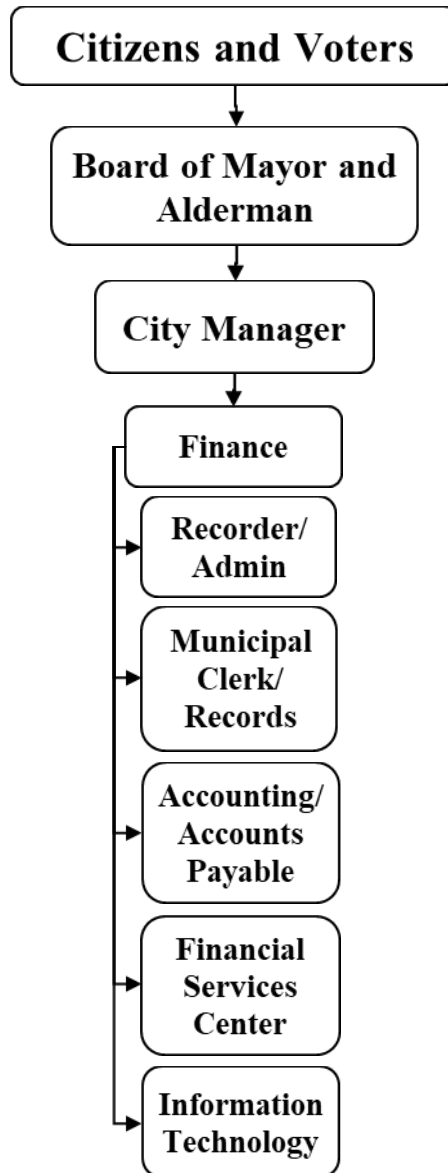 Citizens and Voters
Board of Mayor and
Alderman
City Manager
Finance
Recorder/
Admin
Municipal
Clerk/
Records
Accounting/
Accounts
Payable
Financial
Services
Center
Information
Technology